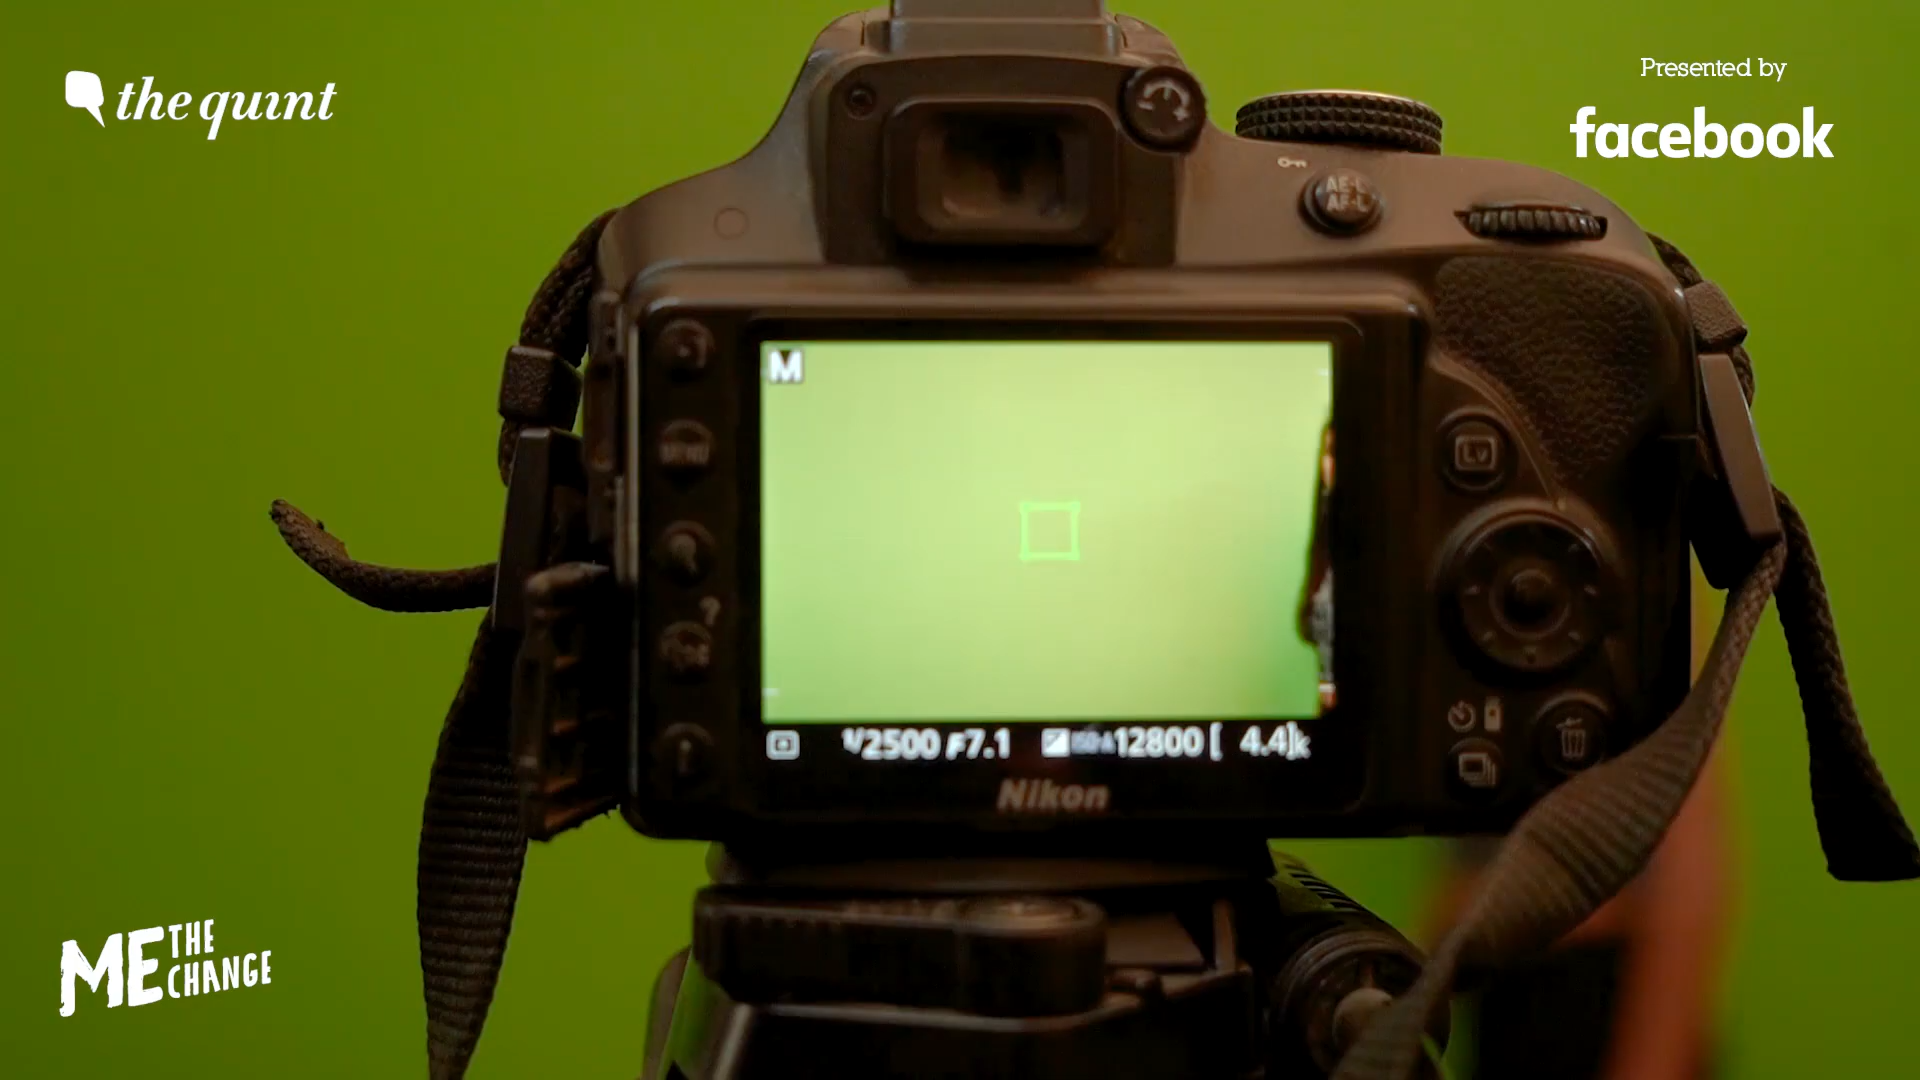 the quint
Presented by
facebook
AE-L
AF-L
M
MENU
Lv
1/2500 F7.1 ISO-A 12800 [ 4.4]k
Nikon
ME THE
CHANGE